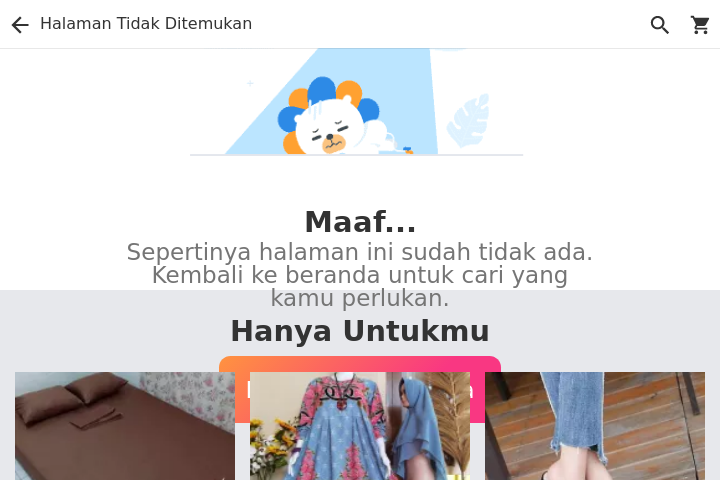 Halaman Tidak Ditemukan
Maaf...
Sepertinya halaman ini sudah tidak ada.
Kembali ke beranda untuk cari yang
kamu perlukan.
Hanya Untukmu